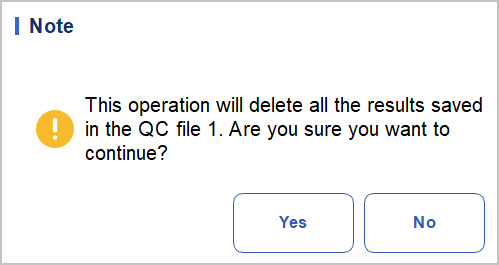 Note
This operation will delete all the results saved
in the QC file 1. Are you sure you want to
continue?
Yes
No